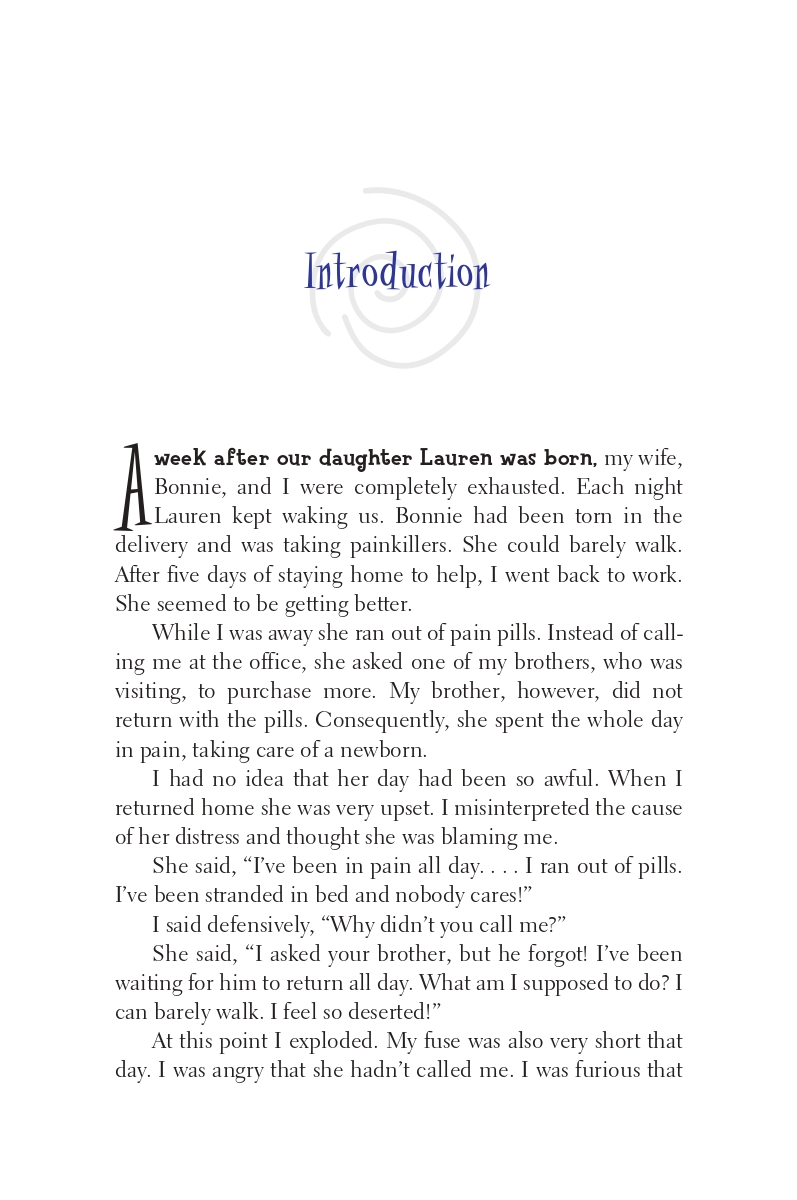 Introduction
A week after our daughter Lauren was born, my wife,
Bonnie, and I were completely exhausted. Each night
Lauren kept waking us. Bonnie had been torn in the
delivery and was taking painkillers. She could barely walk.
After five days of staying home to help, I went back to work.
She seemed to be getting better.
While I was away she ran out of pain pills. Instead of call-
ing me at the office, she asked one of my brothers, who was
visiting, to purchase more. My brother, however, did not
return with the pills. Consequently, she spent the whole day
in pain, taking care of a newborn.
I had no idea that her day had been so awful. When I
returned home she was very upset. I misinterpreted the cause
of her distress and thought she was blaming me.
She said, “I’ve been in pain all day. . . . I ran out of pills.
I’ve been stranded in bed and nobody cares!”
I said defensively, “Why didn’t you call me?”
She said, “I asked your brother, but he forgot! I’ve been
waiting for him to return all day. What am I supposed to do? I
can barely walk. I feel so deserted!”
At this point I exploded. My fuse was also very short that
day. I was angry that she hadn’t called me. I was furious that